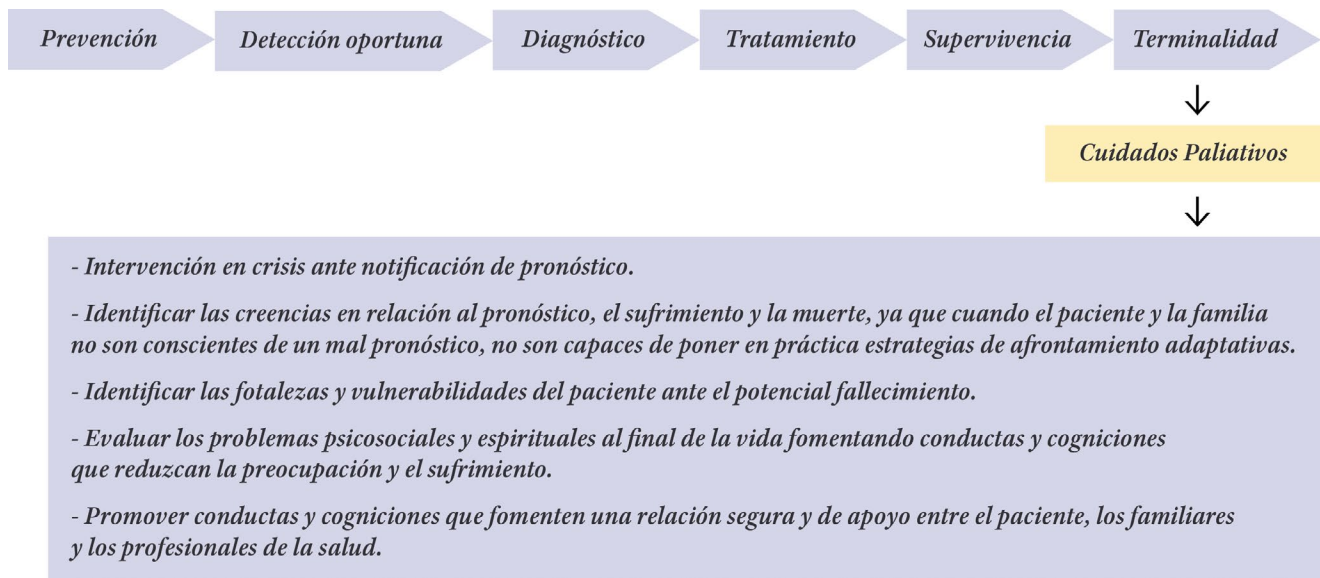 Prevención
Detección oportuna
Diagnóstico
Tratamiento
Supervivencia
Terminalidad
Cuidados Paliativos
- Intervención en crisis ante notificación de pronóstico.
- Identificar las creencias en relación al pronóstico, el sufrimiento y la muerte, ya que cuando el paciente y la familia
no son conscientes de un mal pronóstico, no son capaces de poner en práctica estrategias de afrontamiento adaptativas.
- Identificar las fotalezas y vulnerabilidades del paciente ante el potencial fallecimiento.
- Evaluar los problemas psicosociales y espirituales al final de la vida fomentando conductas y cogniciones
que reduzcan la preocupación y el sufrimiento.
- Promover conductas y cogniciones que fomenten una relación segura y de apoyo entre el paciente, los familiares
y los profesionales de la salud.